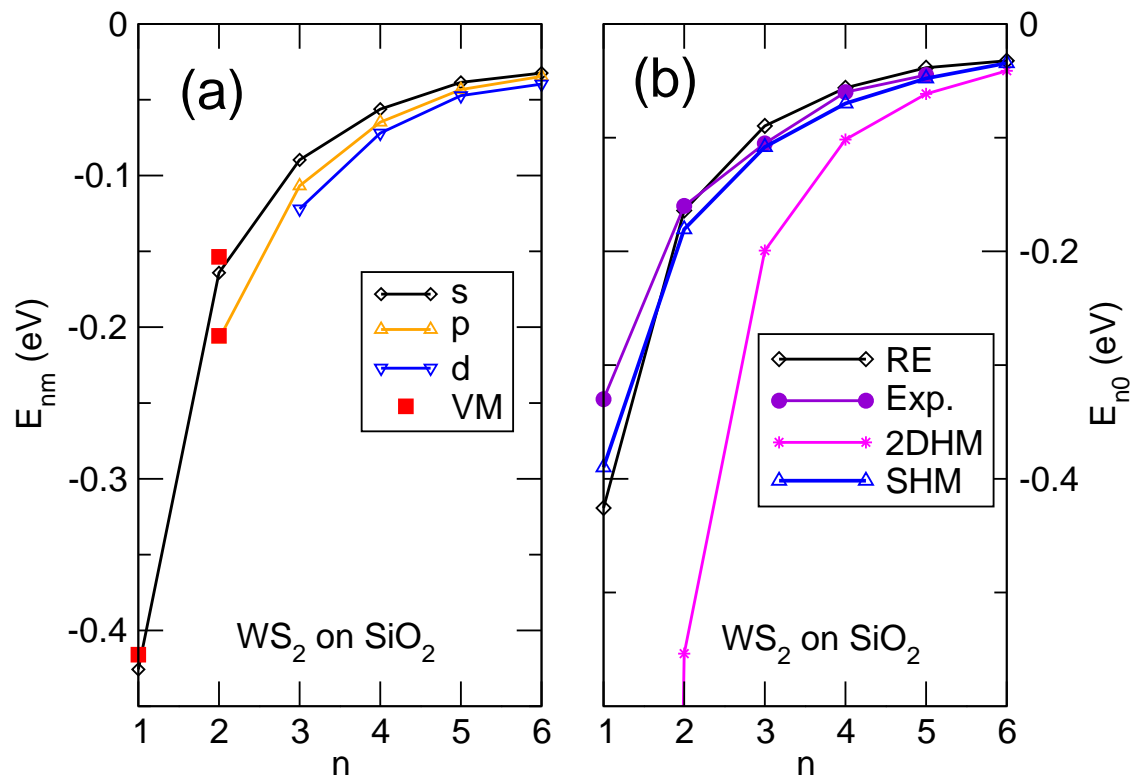 (a)
0
-0.1
-0.2
-0.3
-0.4
E_nm (eV)
s
p
d
VM
WS₂ on SiO₂
1 2 3 4 5 6
n
(b)
0
-0.2
-0.4
E_n0 (eV)
RE
Exp.
2DHM
SHM
WS₂ on SiO₂
1 2 3 4 5 6
n